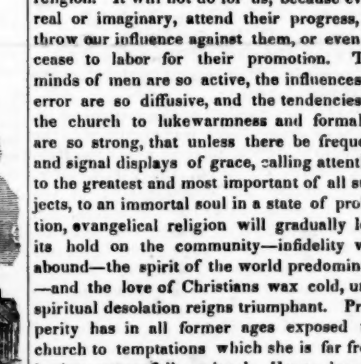 real or imaginary, attend their progress,
throw our influence against them, or even
cease to labor for their promotion.
minds of men are so active, the influences
error are so diffusive, and the tendencies
the church to lukewarmness and formal
are so strong, that unless there be freque
and signal displays of grace, calling attent
to the greatest and most important of all su
jects, to an immortal soul in a state of pro
tion, evangelical religion will gradually l
its hold on the community—infidelity w
abound—the spirit of the world predomin
—and the love of Christians wax cold, u
spiritual desolation reigns triumphant. Pr
perity has in all former ages exposed
church to temptations which she is far fr